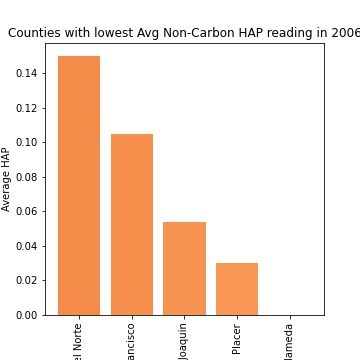 Counties with lowest Avg Non-Carbon HAP reading in 2006
0.14
0.12
0.10
0.08
0.06
0.04
0.02
0.00
Average HAP
el Norte
ancisco
Joaquin
Placer
lameda